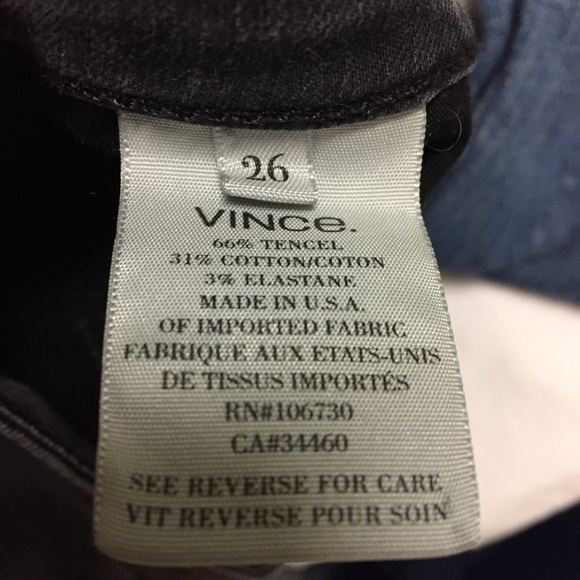 26
VINCE.
66% TENCEL
31% COTTON/COTON
3% ELASTANE
MADE IN U.S.A.
OF IMPORTED FABRIC
FABRIQUE AUX ETATS-UNIS
DE TISSUS IMPORTÉS
RN#106730
CA#34460
SEE REVERSE FOR CARE
VIT REVERSE POUR SOIN